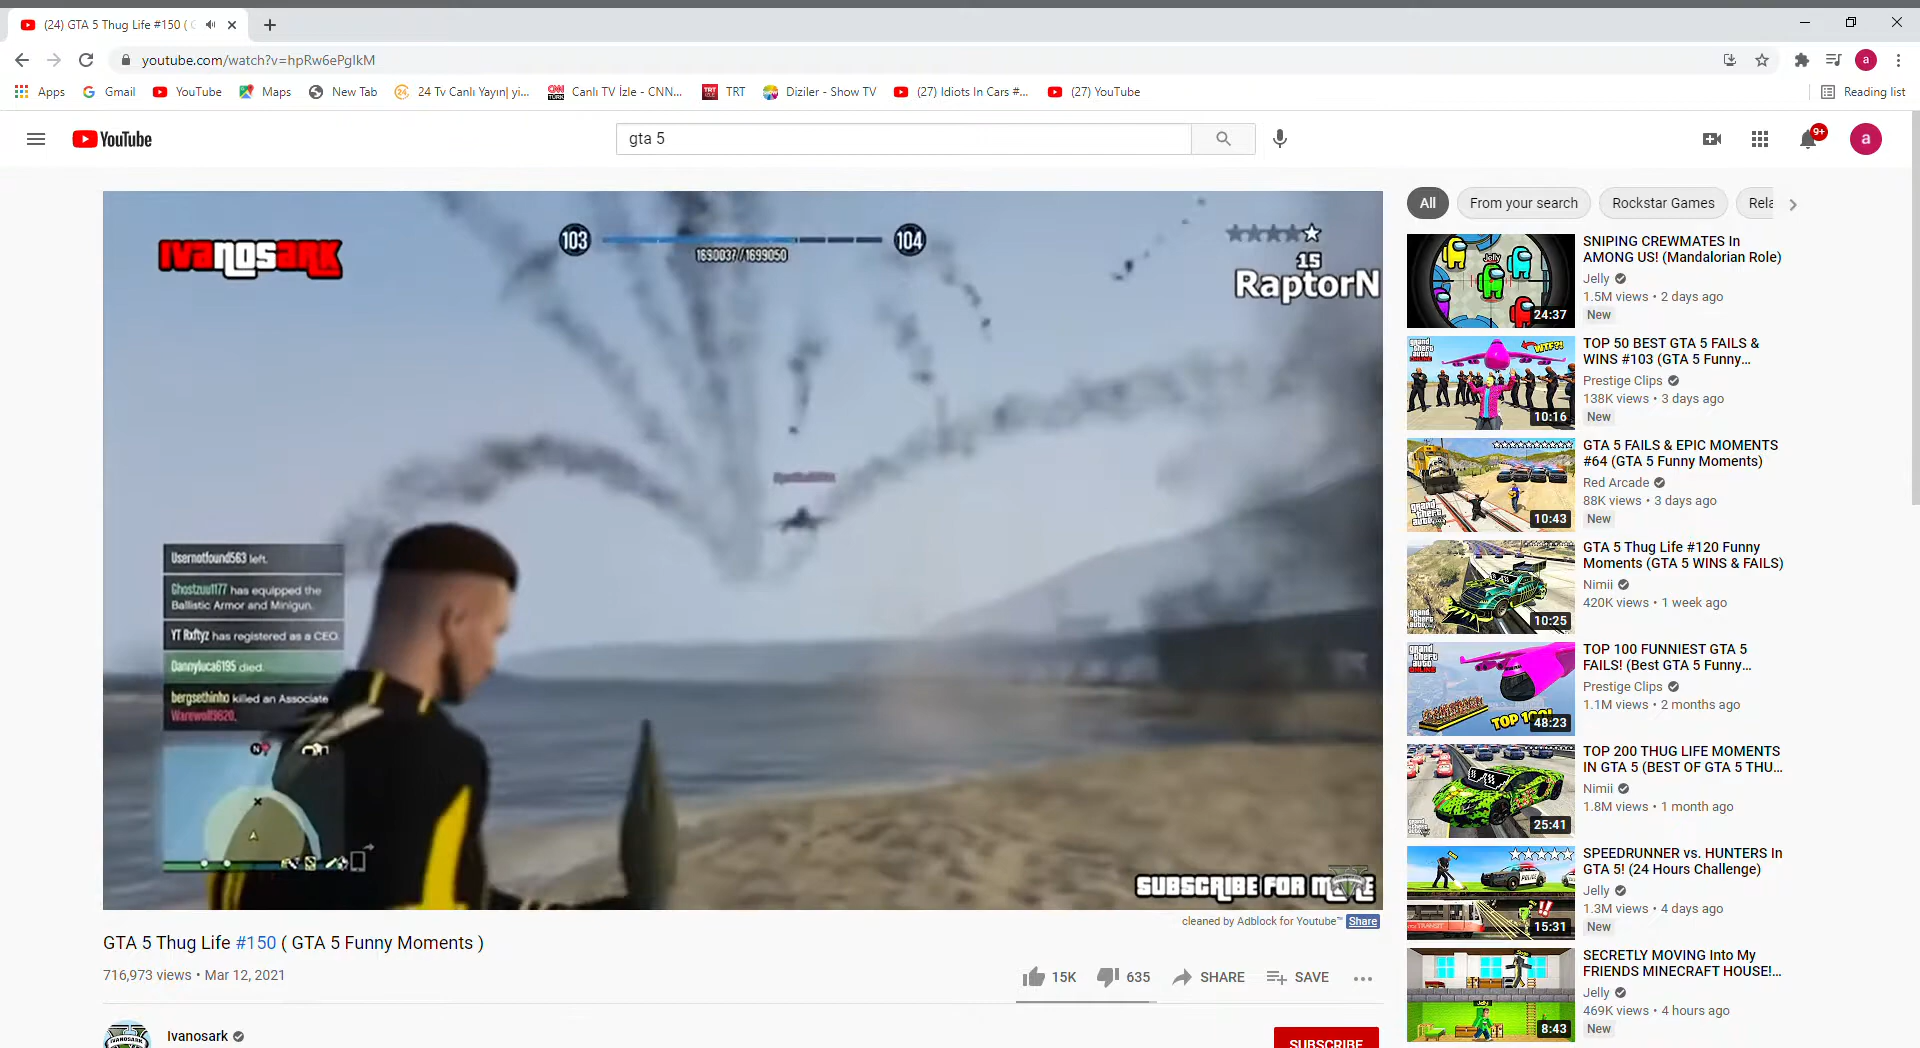 (24) GTA 5 Thug Life #150 (
youtube.com/watch?v=hpRw6ePglkM
a
Apps
Gmail
YouTube
Maps
New Tab
24 Tv Canlı Yayın| yi...
Canlı TV İzle - CNN...
TRT
Diziler - Show TV
(27) Idiots In Cars #...
(27) YouTube
Reading list
YouTube
gta 5
9+
a
IVANOSARK
103
104
1690037/1699050
15
RaptorN
Usernotfound563 left.
Ghostzuu1177 has equipped the
Ballistic Armor and Minigun.
YT Rxftyz has registered as a CEO.
Dannyluca6195 died.
bergsethinho killed an Associate
Warewolf9820.
N
SUBSCRIBE FOR MORE
cleaned by Adblock for Youtube™ Share
GTA 5 Thug Life #150 ( GTA 5 Funny Moments )
716,973 views • Mar 12, 2021
15K
635
SHARE
SAVE
Ivanosark
SUBSCRIBE
All
From your search
Rockstar Games
Rela
24:37
SNIPING CREWMATES In
AMONG US! (Mandalorian Role)
Jelly
1.5M views • 2 days ago
New
WTF?!
10:16
TOP 50 BEST GTA 5 FAILS &
WINS #103 (GTA 5 Funny...
Prestige Clips
138K views • 3 days ago
New
10:43
GTA 5 FAILS & EPIC MOMENTS
#64 (GTA 5 Funny Moments)
Red Arcade
88K views • 3 days ago
New
10:25
GTA 5 Thug Life #120 Funny
Moments (GTA 5 WINS & FAILS)
Nimii
420K views • 1 week ago
48:23
TOP 100 FUNNIEST GTA 5
FAILS! (Best GTA 5 Funny...
Prestige Clips
1.1M views • 2 months ago
25:41
TOP 200 THUG LIFE MOMENTS
IN GTA 5 (BEST OF GTA 5 THU...
Nimii
1.8M views • 1 month ago
15:31
SPEEDRUNNER vs. HUNTERS In
GTA 5! (24 Hours Challenge)
Jelly
1.3M views • 4 days ago
New
8:43
SECRETLY MOVING Into My
FRIENDS MINECRAFT HOUSE!...
Jelly
469K views • 4 hours ago
New